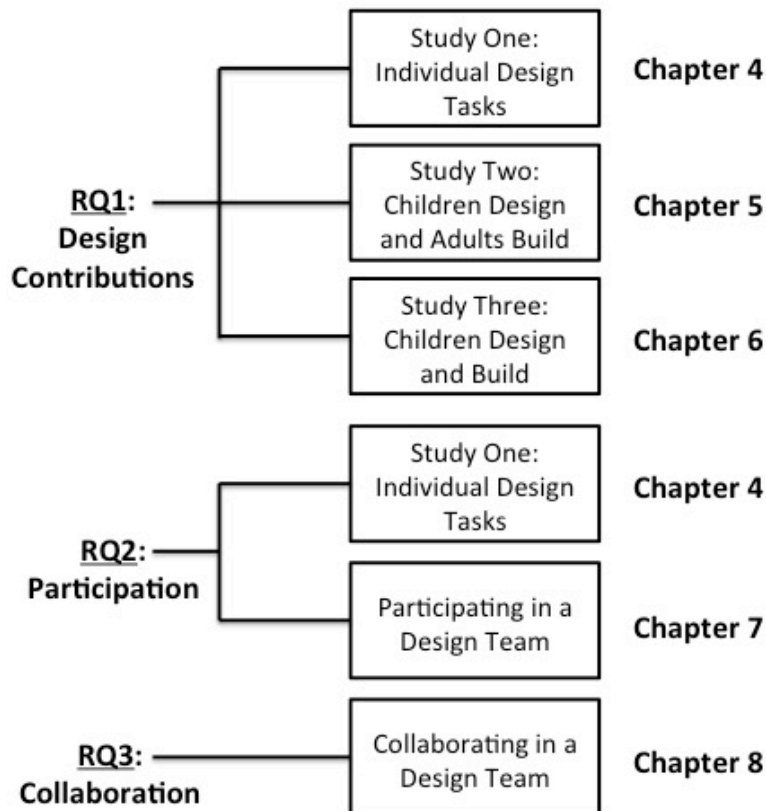 Study One:
Individual Design
Tasks
Chapter 4
RQ1:
Design
Contributions
Study Two:
Children Design
and Adults Build
Chapter 5
Study Three:
Children Design
and Build
Chapter 6
Study One:
Individual Design
Tasks
Chapter 4
RQ2:
Participation
Participating in a
Design Team
Chapter 7
RQ3:
Collaboration
Collaborating in a
Design Team
Chapter 8